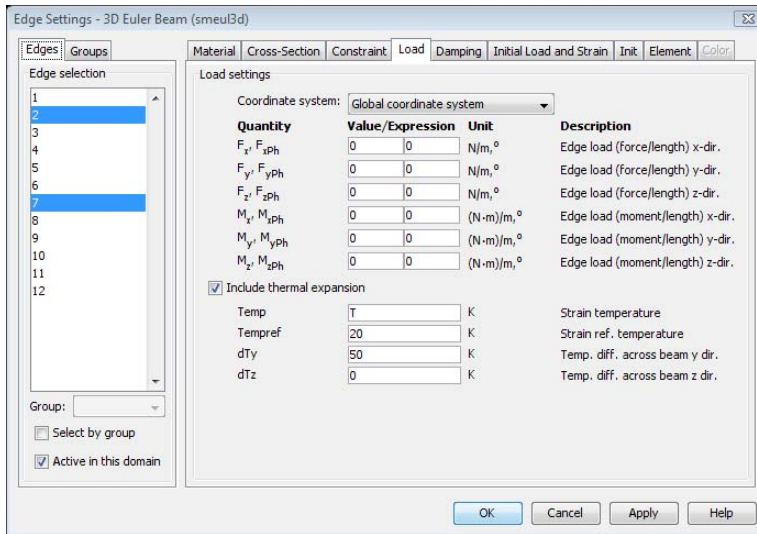 Edge Settings - 3D Euler Beam (smeul3d)
Edges Groups
Material Cross-Section Constraint Load Damping Initial Load and Strain Init Element Color
Edge selection
1
2
3
4
5
6
7
8
9
10
11
12
Group:
Select by group
Active in this domain
Load settings
Coordinate system: Global coordinate system
Quantity Value/Expression Unit Description
Fx, FxPh 0 0 N/m,° Edge load (force/length) x-dir.
Fy, FyPh 0 0 N/m,° Edge load (force/length) y-dir.
Fz, FzPh 0 0 N/m,° Edge load (force/length) z-dir.
Mx, MxPh 0 0 (N·m)/m,° Edge load (moment/length) x-dir.
My, MyPh 0 0 (N·m)/m,° Edge load (moment/length) y-dir.
Mz, MzPh 0 0 (N·m)/m,° Edge load (moment/length) z-dir.
Include thermal expansion
Temp T K Strain temperature
Tempref 20 K Strain ref. temperature
dTy 50 K Temp. diff. across beam y dir.
dTz 0 K Temp. diff. across beam z dir.
OK Cancel Apply Help